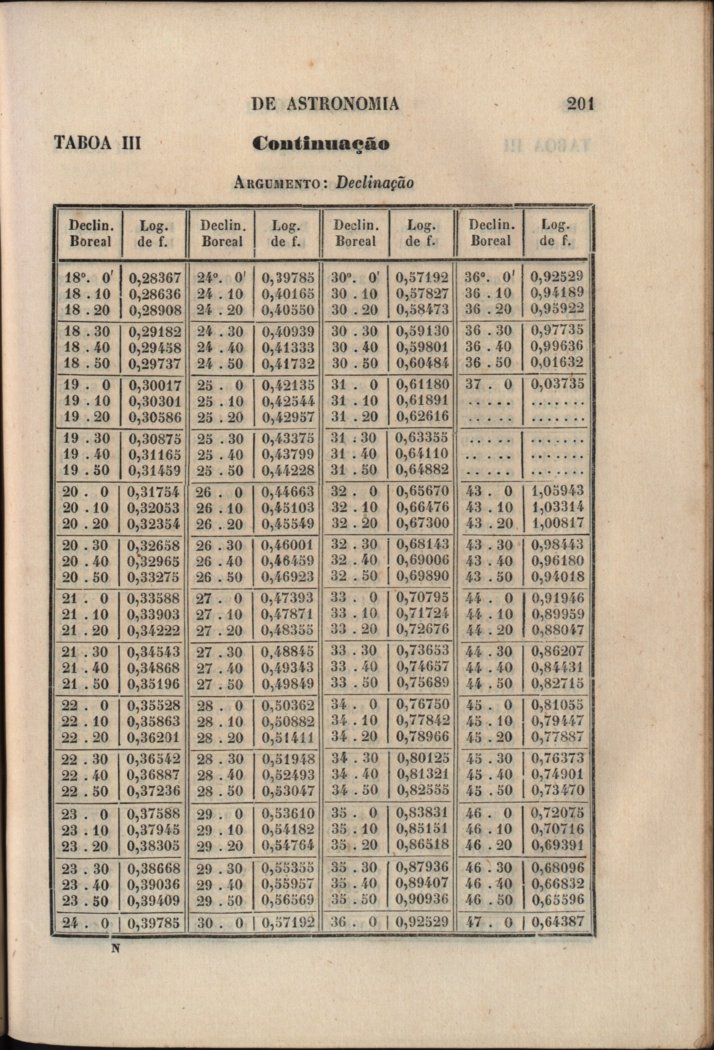 DE ASTRONOMIA 201
TABOA III Continuação
ARGUMENTO: Declinação
Declin. Log. Declin. Log. Declin. Log. Declin. Log.
Boreal de f. Boreal de f. Boreal de f. Boreal de f.
18º. 0' 0,28367 24º. 0' 0,39785 30º. 0' 0,57192 36º. 0' 0,92529
18 . 10 0,28636 24 . 10 0,40165 30 . 10 0,57827 36 . 10 0,94189
18 . 20 0,28908 24 . 20 0,40550 30 . 20 0,58473 36 . 20 0,95922
18 . 30 0,29182 24 . 30 0,40939 30 . 30 0,59130 36 . 30 0,97735
18 . 40 0,29458 24 . 40 0,41333 30 . 40 0,59801 36 . 40 0,99636
18 . 50 0,29737 24 . 50 0,41732 30 . 50 0,60484 36 . 50 0,01632
19 . 0 0,30017 25 . 0 0,42135 31 . 0 0,61180 37 . 0 0,03735
19 . 10 0,30301 25 . 10 0,42544 31 . 10 0,61891 ..... .......
19 . 20 0,30586 25 . 20 0,42957 31 . 20 0,62616
19 . 30 0,30875 25 . 30 0,43375 31 . 30 0,63355 ..... .......
19 . 40 0,31165 25 . 40 0,43799 31 . 40 0,64110 ..... .......
19 . 50 0,31459 25 . 50 0,44228 31 . 50 0,64882 ..... .......
20 . 0 0,31754 26 . 0 0,44663 32 . 0 0,65670 43 . 0 1,05943
20 . 10 0,32053 26 . 10 0,45103 32 . 10 0,66476 43 . 10 1,03314
20 . 20 0,32354 26 . 20 0,45549 32 . 20 0,67300 43 . 20 1,00817
20 . 30 0,32658 26 . 30 0,46001 32 . 30 0,68143 43 . 30 0,98443
20 . 40 0,32965 26 . 40 0,46459 32 . 40 0,69006 43 . 40 0,96180
20 . 50 0,33275 26 . 50 0,46923 32 . 50 0,69890 43 . 50 0,94018
21 . 0 0,33588 27 . 0 0,47393 33 . 0 0,70795 44 . 0 0,91946
21 . 10 0,33903 27 . 10 0,47871 33 . 10 0,71724 44 . 10 0,89959
21 . 20 0,34222 27 . 20 0,48355 33 . 20 0,72676 44 . 20 0,88047
21 . 30 0,34543 27 . 30 0,48845 33 . 30 0,73653 44 . 30 0,86207
21 . 40 0,34868 27 . 40 0,49343 33 . 40 0,74657 44 . 40 0,84431
21 . 50 0,35196 27 . 50 0,49849 33 . 50 0,75689 44 . 50 0,82715
22 . 0 0,35528 28 . 0 0,50362 34 . 0 0,76750 45 . 0 0,81055
22 . 10 0,35863 28 . 10 0,50882 34 . 10 0,77842 45 . 10 0,79447
22 . 20 0,36201 28 . 20 0,51411 34 . 20 0,78966 45 . 20 0,77887
22 . 30 0,36542 28 . 30 0,51948 34 . 30 0,80125 45 . 30 0,76373
22 . 40 0,36887 28 . 40 0,52493 34 . 40 0,81321 45 . 40 0,74901
22 . 50 0,37236 28 . 50 0,53047 34 . 50 0,82555 45 . 50 0,73470
23 . 0 0,37588 29 . 0 0,53610 35 . 0 0,83831 46 . 0 0,72075
23 . 10 0,37945 29 . 10 0,54182 35 . 10 0,85151 46 . 10 0,70716
23 . 20 0,38305 29 . 20 0,54764 35 . 20 0,86518 46 . 20 0,69391
23 . 30 0,38668 29 . 30 0,55355 35 . 30 0,87936 46 . 30 0,68096
23 . 40 0,39036 29 . 40 0,55957 35 . 40 0,89407 46 . 40 0,66832
23 . 50 0,39409 29 . 50 0,56569 35 . 50 0,90936 46 . 50 0,65596
24 . 0 0,39785 30 . 0 0,57192 36 . 0 0,92529 47 . 0 0,64387
N